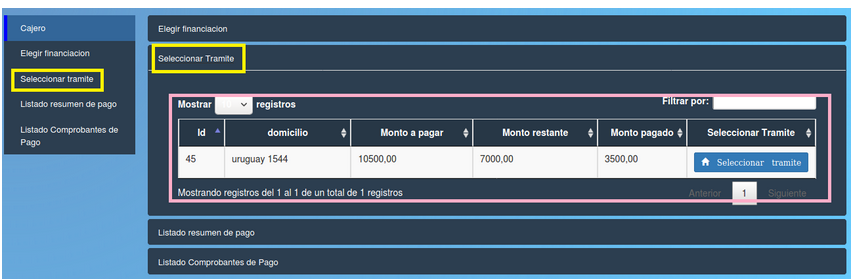 Cajero
Elegir financiacion
Seleccionar tramite
Listado resumen de pago
Listado Comprobantes de
Pago
Elegir financiacion
Seleccionar Tramite
Mostrar registros
Filtrar por:
Id domicilio Monto a pagar Monto restante Monto pagado Seleccionar Tramite
45 uruguay 1544 10500,00 7000,00 3500,00 Seleccionar tramite
Mostrando registros del 1 al 1 de un total de 1 registros
Anterior 1 Siguiente
Listado resumen de pago
Listado Comprobantes de Pago